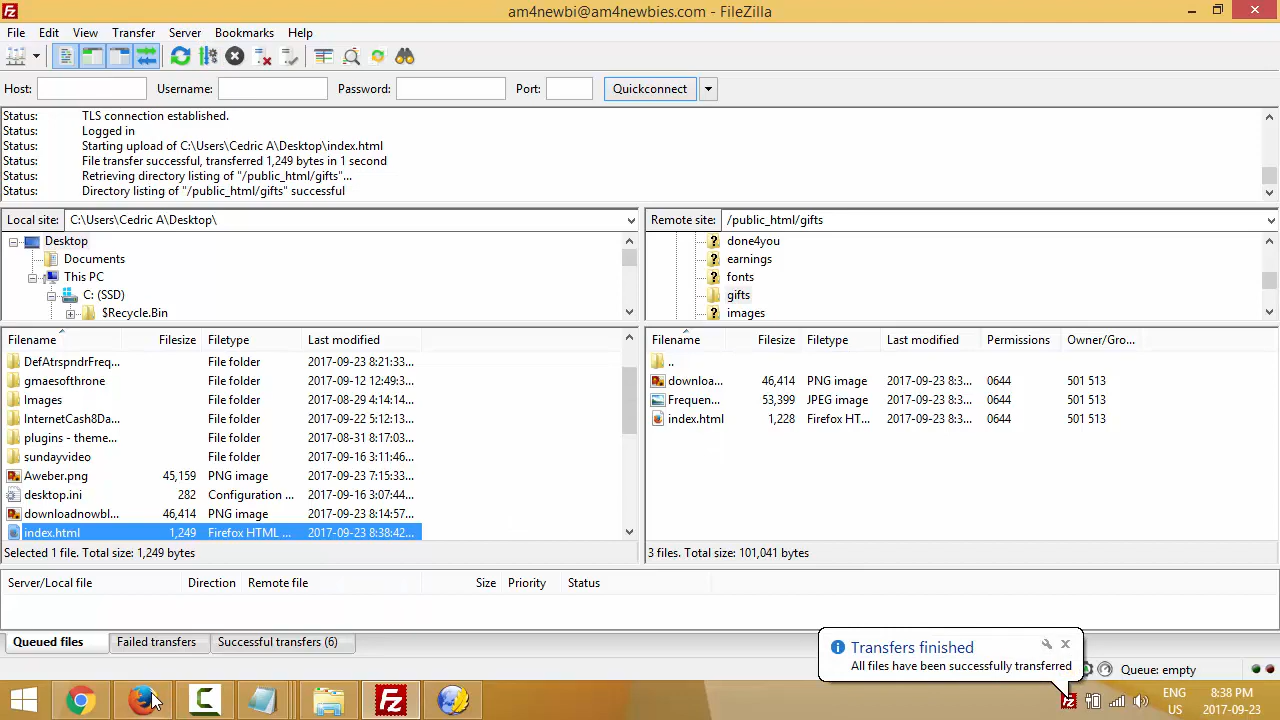 am4newbi@am4newbies.com - FileZilla
File Edit View Transfer Server Bookmarks Help
Host: Username: Password: Port: Quickconnect
Status: TLS connection established.
Status: Logged in
Status: Starting upload of C:\Users\Cedric A\Desktop\index.html
Status: File transfer successful, transferred 1,249 bytes in 1 second
Status: Retrieving directory listing of "/public_html/gifts"...
Status: Directory listing of "/public_html/gifts" successful
Local site: C:\Users\Cedric A\Desktop\
Desktop
Documents
This PC
C: (SSD)
$Recycle.Bin
Remote site: /public_html/gifts
done4you
earnings
fonts
gifts
images
Filename Filesize Filetype Last modified
DefAtrspndrFreq... File folder 2017-09-23 8:21:33...
gmaesofthrone File folder 2017-09-12 12:49:3...
Images File folder 2017-08-29 4:14:14...
InternetCash8Da... File folder 2017-09-22 5:12:13...
plugins - theme... File folder 2017-08-31 8:17:03...
sundayvideo File folder 2017-09-16 3:11:46...
Aweber.png 45,159 PNG image 2017-09-23 7:15:33...
desktop.ini 282 Configuration ... 2017-09-16 3:07:44...
downloadnowbl... 46,414 PNG image 2017-09-23 8:14:57...
index.html 1,249 Firefox HTML ... 2017-09-23 8:38:42...
Selected 1 file. Total size: 1,249 bytes
Filename Filesize Filetype Last modified Permissions Owner/Gro...
..
downloa... 46,414 PNG image 2017-09-23 8:3... 0644 501 513
Frequen... 53,399 JPEG image 2017-09-23 8:3... 0644 501 513
index.html 1,228 Firefox HT... 2017-09-23 8:3... 0644 501 513
3 files. Total size: 101,041 bytes
Server/Local file Direction Remote file Size Priority Status
Queued files Failed transfers Successful transfers (6)
Transfers finished
All files have been successfully transferred
Queue: empty
ENG
US
8:38 PM
2017-09-23